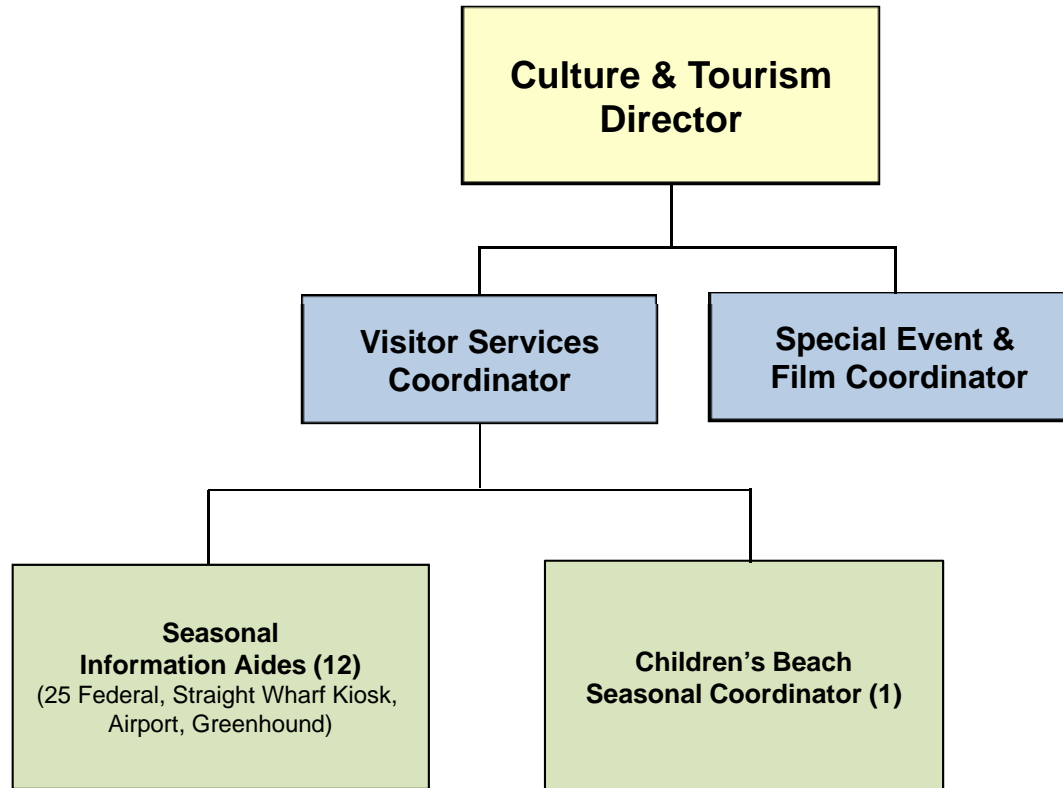 Culture & Tourism
Director
Visitor Services
Coordinator
Special Event &
Film Coordinator
Seasonal
Information Aides (12)
(25 Federal, Straight Wharf Kiosk,
Airport, Greenhound)
Children’s Beach
Seasonal Coordinator (1)